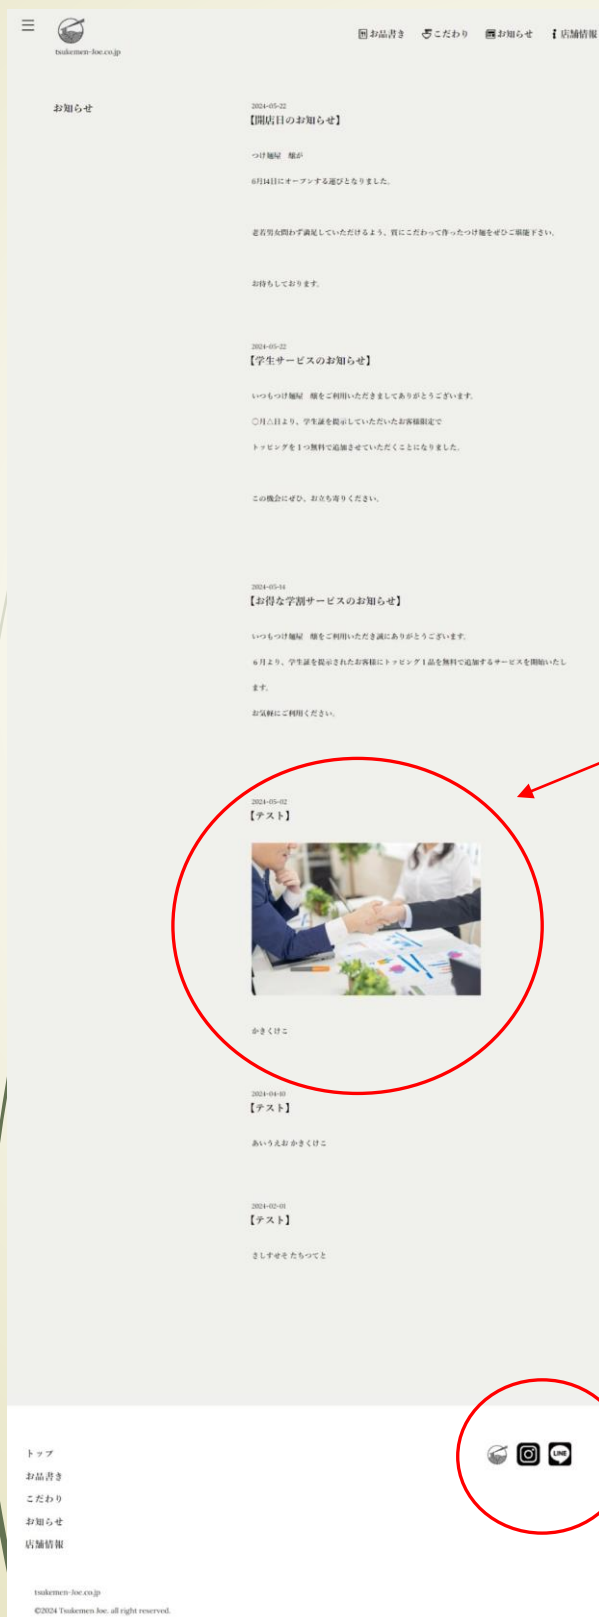 tsukemen-Joe.co.jp
お品書き
こだわり
お知らせ
店舗情報
お知らせ
2024-05-22
【開店日のお知らせ】
つけ麺屋
6月14日にオープンする運びとなりました。
老若男女問わず満足していただけるよう、質にこだわって作ったつけ麺をぜひご堪能下さい。
お待ちしております。
2024-05-22
【学生サービスのお知らせ】
いつもつけ麺屋 をご利用いただきましてありがとうございます。
〇月△日より、学生証を提示していただいたお客様限定で
トッピングを1つ無料で追加させていただくことになりました。
この機会にぜひ、お立ち寄りください。
2024-05-14
【お得な学割サービスのお知らせ】
いつもつけ麺屋 をご利用いただき誠にありがとうございます。
6月より、学生証を提示されたお客様にトッピング1品を無料で追加するサービスを開始いたし
ます。
お気軽にご利用ください。
2024-05-02
【テスト】
かきくけこ
【テスト】
あいうえお かきくけこ
2024-02-01
【テスト】
さしすせそ たちつてと
LINE
トップ
お品書き
こだわり
お知らせ
店舗情報
tsukemen-Joe.co.jp
©2024 Tsukemen Joe. all right reserved.